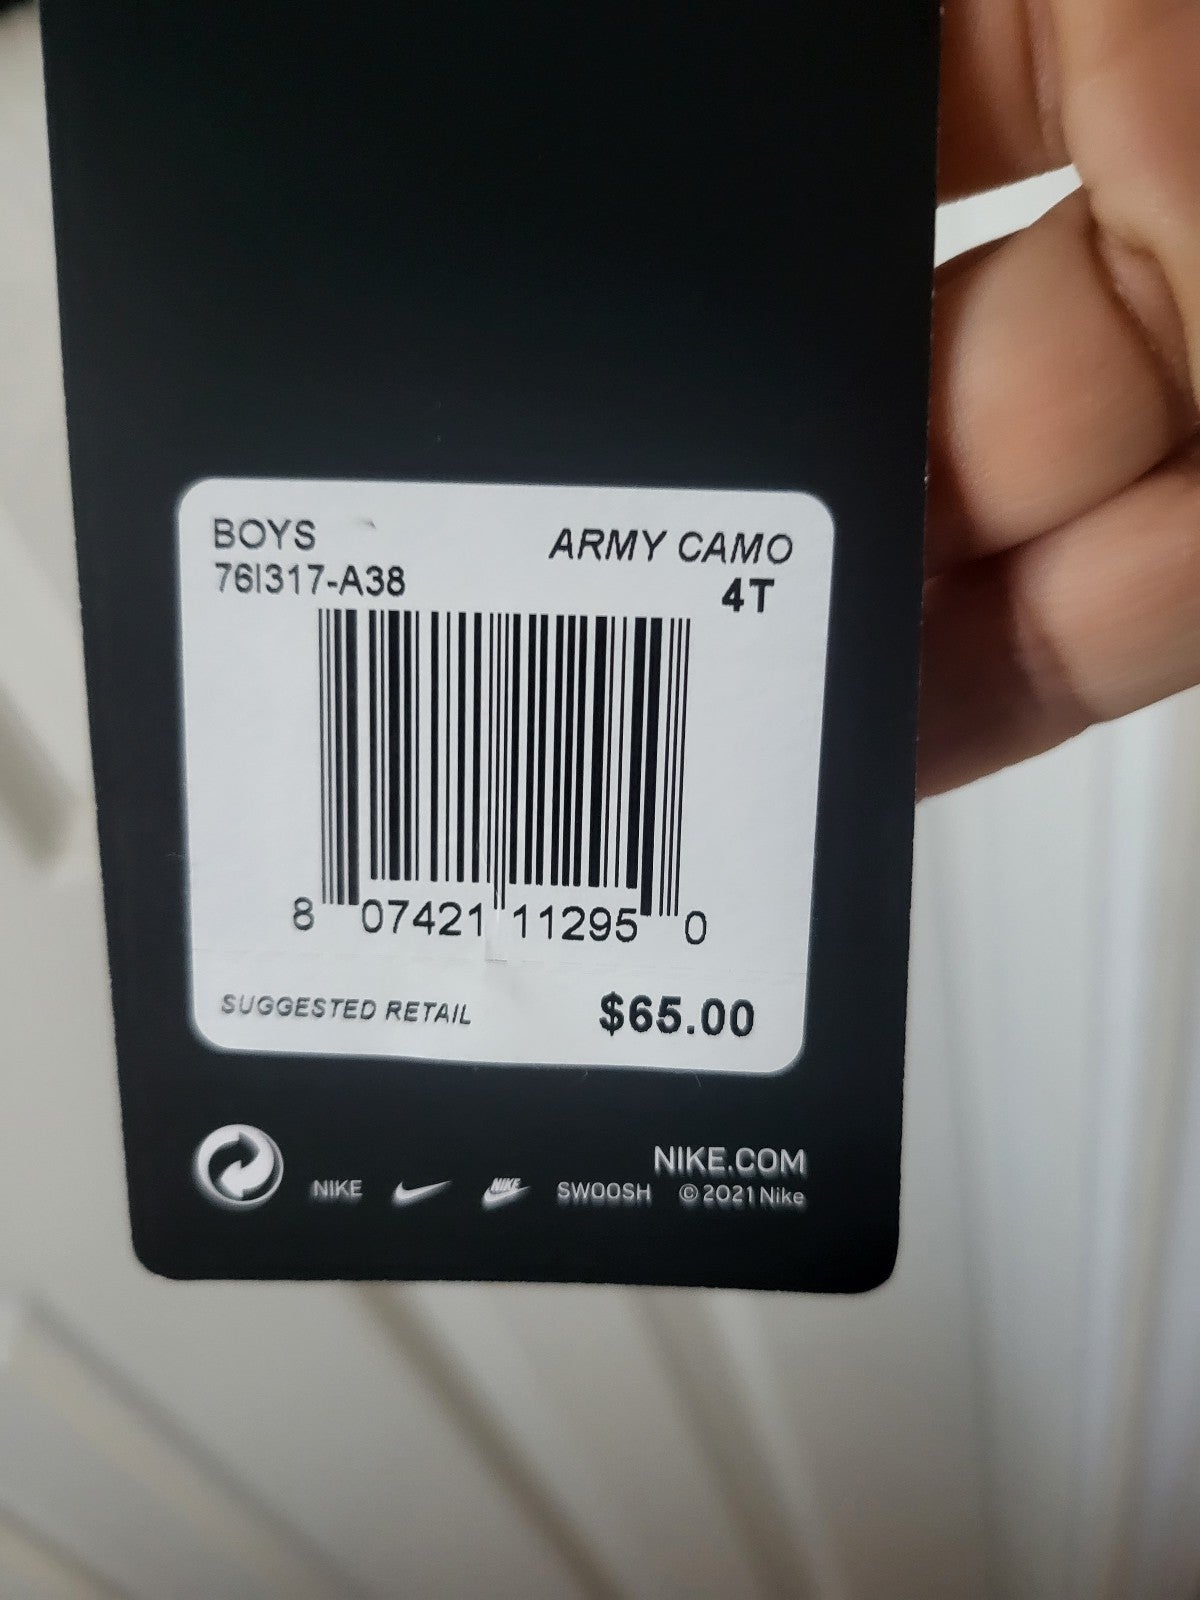 BOYS ARMY CAMO
76I317-A38 4T
8 07421 11295 0
SUGGESTED RETAIL $65.00
NIKE.COM
NIKE NIKE SWOOSH © 2021 Nike